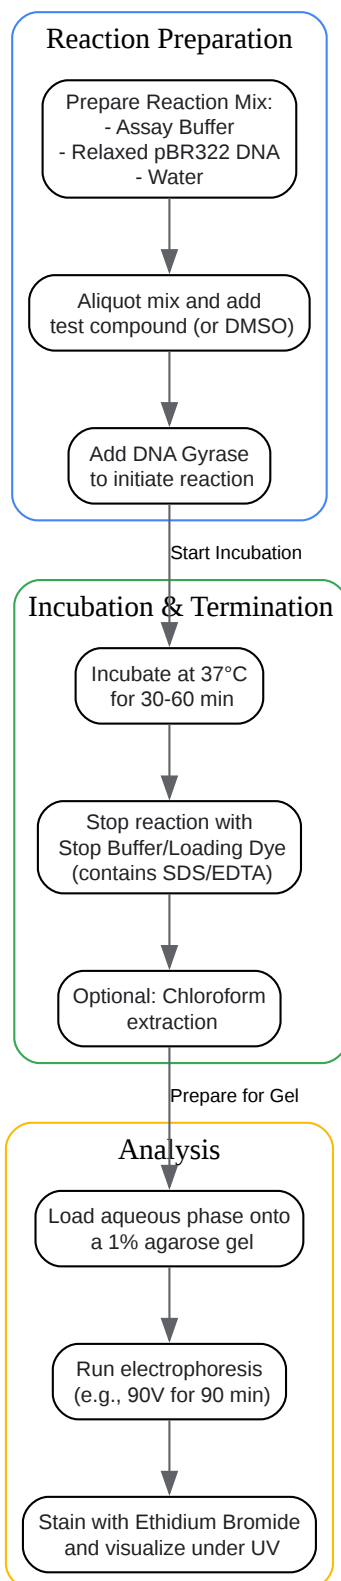 Reaction Preparation
Prepare Reaction Mix:
- Assay Buffer
- Relaxed pBR322 DNA
- Water
Aliquot mix and add
test compound (or DMSO)
Add DNA Gyrase
to initiate reaction
Start Incubation
Incubation & Termination
Incubate at 37°C
for 30-60 min
Stop reaction with
Stop Buffer/Loading Dye
(contains SDS/EDTA)
Optional: Chloroform
extraction
Prepare for Gel
Analysis
Load aqueous phase onto
a 1% agarose gel
Run electrophoresis
(e.g., 90V for 90 min)
Stain with Ethidium Bromide
and visualize under UV